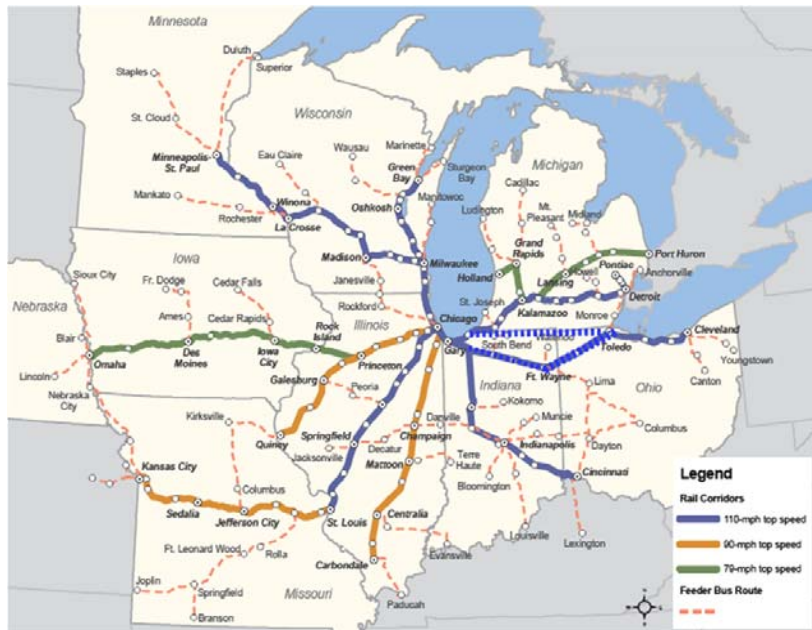 Minnesota
Duluth
Superior
Staples
St. Cloud
Minneapolis-
St. Paul
Mankato
Rochester
Winona
La Crosse
Wisconsin
Eau Claire
Wausau
Marinette
Green
Bay
Sturgeon
Bay
Manitowoc
Oshkosh
Madison
Milwaukee
Janesville
Rockford
Michigan
Cadillac
Ludington
Mt.
Pleasant
Midland
Grand
Rapids
Holland
Lansing
Howell
Pontiac
Port Huron
Anchorville
Detroit
Monroe
St. Joseph
Kalamazoo
Iowa
Sioux City
Ft. Dodge
Cedar Falls
Ames
Cedar Rapids
Rock
Island
Des
Moines
Iowa
City
Nebraska
Blair
Omaha
Lincoln
Nebraska
City
Illinois
Chicago
Gary
Princeton
Galesburg
Peoria
Quincy
Springfield
Jacksonville
Decatur
Danville
Champaign
Mattoon
Centralia
Carbondale
South Bend
Toledo
Cleveland
Youngstown
Canton
Ft. Wayne
Lima
Ohio
Indiana
Kokomo
Muncie
Columbus
Indianapolis
Dayton
Terre
Haute
Bloomington
Cincinnati
Louisville
Lexington
Evansville
Paducah
Kirksville
Kansas City
Columbus
Sedalia
Jefferson City
St. Louis
Ft. Leonard Wood
Rolla
Joplin
Springfield
Branson
Missouri
Legend
Rail Corridors
110-mph top speed
90-mph top speed
79-mph top speed
Feeder Bus Route